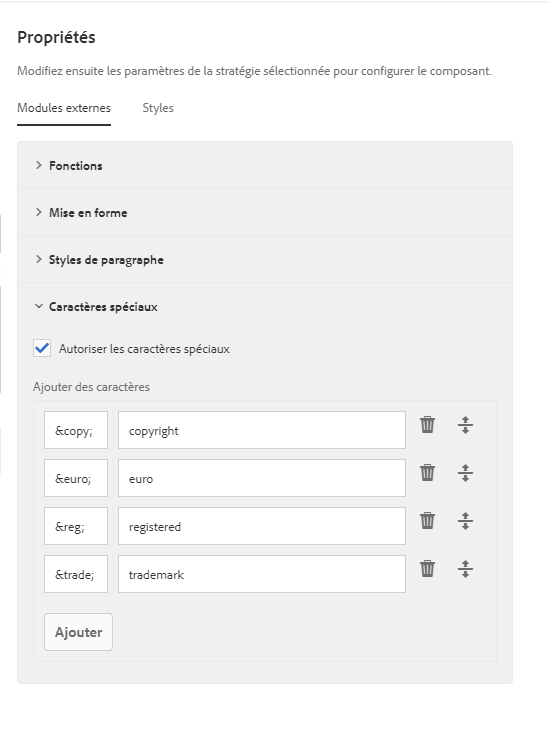 Propriétés
Modifiez ensuite les paramètres de la stratégie sélectionnée pour configurer le composant.
Modules externes Styles
Fonctions
Mise en forme
Styles de paragraphe
Caractères spéciaux
Autoriser les caractères spéciaux
Ajouter des caractères
&copy; copyright
&euro; euro
&reg; registered
&trade; trademark
Ajouter